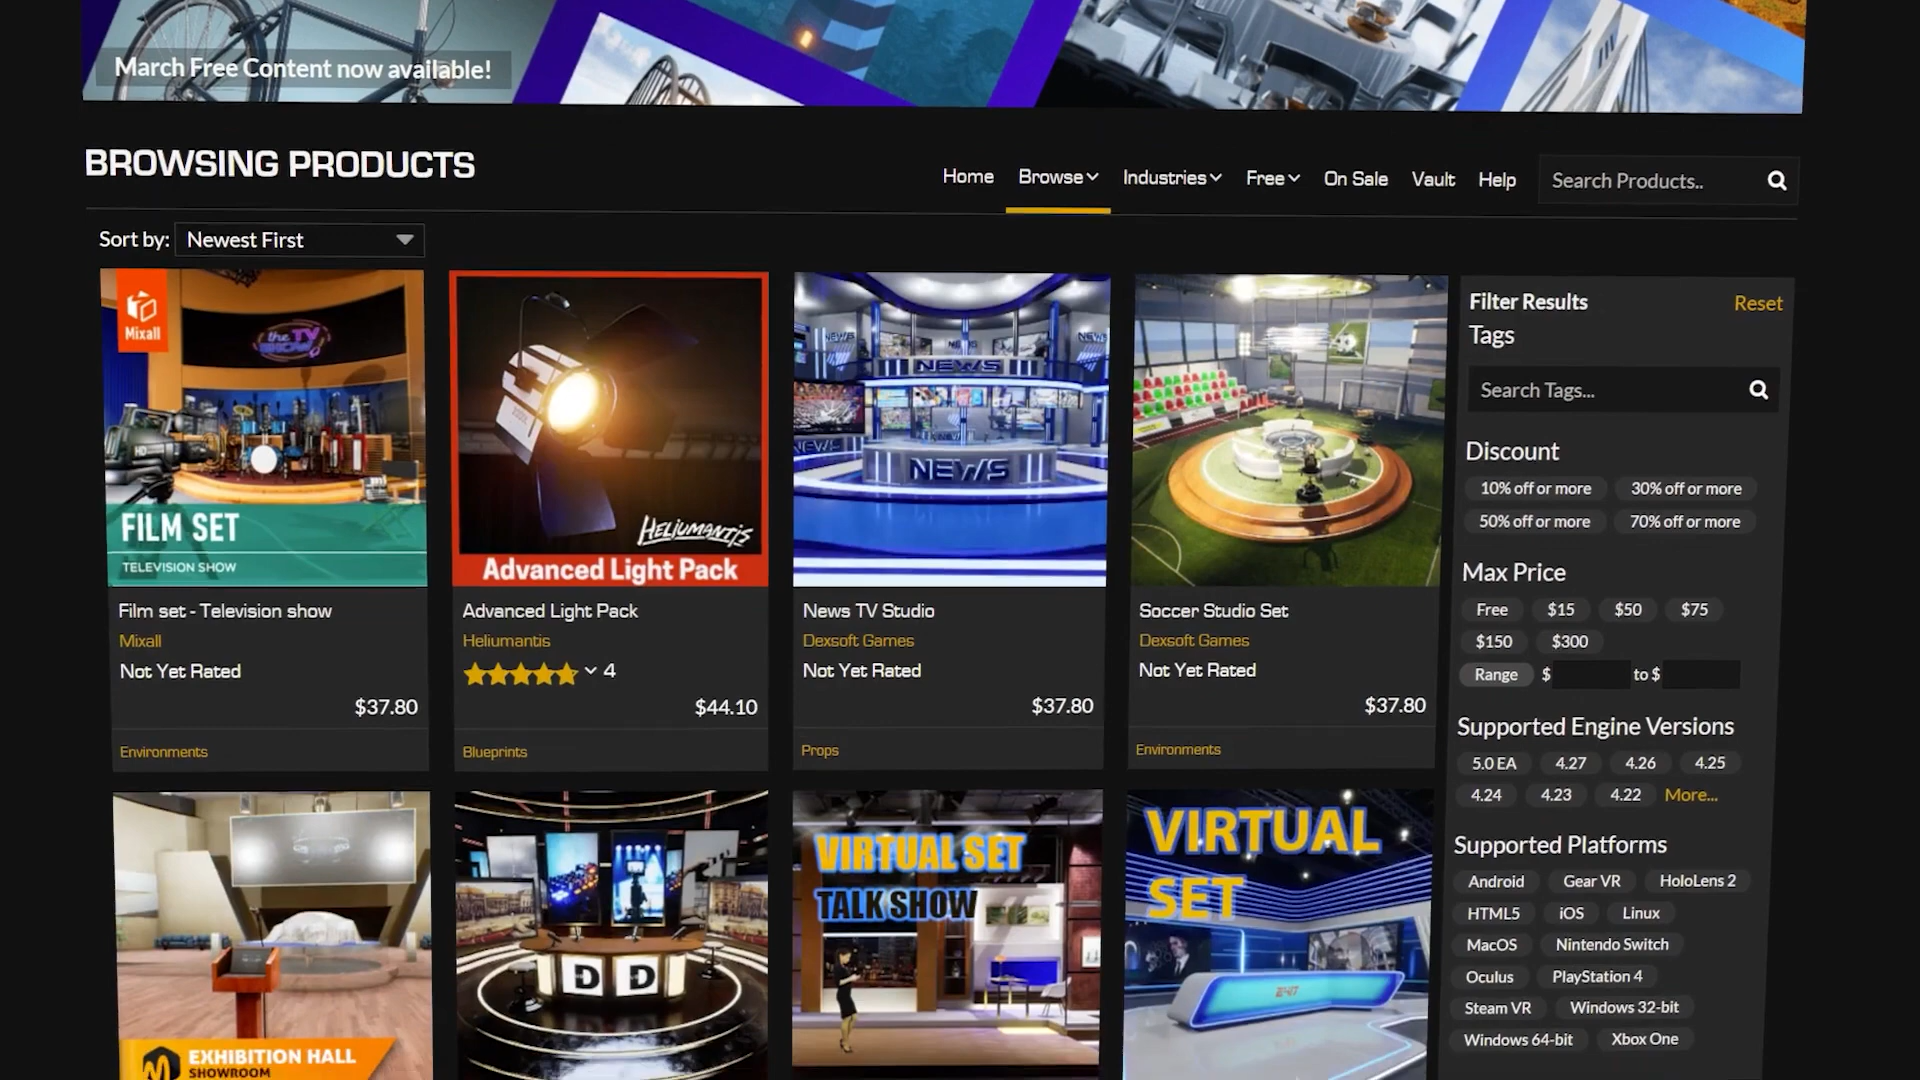 March Free Content now available!
BROWSING PRODUCTS
Home Browse Industries Free On Sale Vault Help Search Products..
Sort by: Newest First
Mixall
the TV SHOW
FILM SET
TELEVISION SHOW
Film set - Television show
Mixall
Not Yet Rated
$37.80
Environments
HELIUMANTIS
Advanced Light Pack
Advanced Light Pack
Heliumantis
4
$44.10
Blueprints
NEWS
NEWS
NEWS
News TV Studio
Dexsoft Games
Not Yet Rated
$37.80
Props
Soccer Studio Set
Dexsoft Games
Not Yet Rated
$37.80
Environments
EXHIBITION HALL
SHOWROOM
D D
VIRTUAL SET
TALK SHOW
VIRTUAL
SET
Filter Results Reset
Tags
Search Tags...
Discount
10% off or more 30% off or more
50% off or more 70% off or more
Max Price
Free $15 $50 $75
$150 $300
Range $ to $
Supported Engine Versions
5.0 EA 4.27 4.26 4.25
4.24 4.23 4.22 More...
Supported Platforms
Android Gear VR HoloLens 2
HTML5 iOS Linux
MacOS Nintendo Switch
Oculus PlayStation 4
Steam VR Windows 32-bit
Windows 64-bit Xbox One